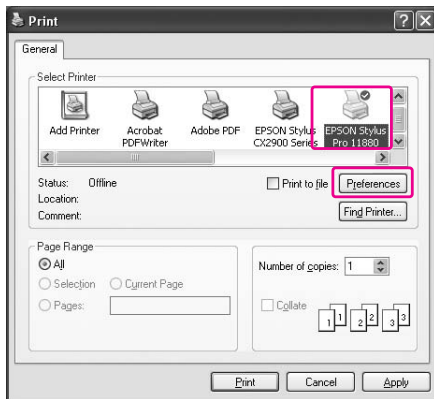 Print
General
Select Printer
Add Printer
Acrobat
PDFWriter
Adobe PDF
EPSON Stylus
CX2900 Series
EPSON Stylus
Pro 11880
Status: Offline
Location:
Comment:
Print to file
Preferences
Find Printer...
Page Range
All
Selection
Current Page
Pages:
Number of copies: 1
Collate
1 1 2 2 3 3
Print
Cancel
Apply